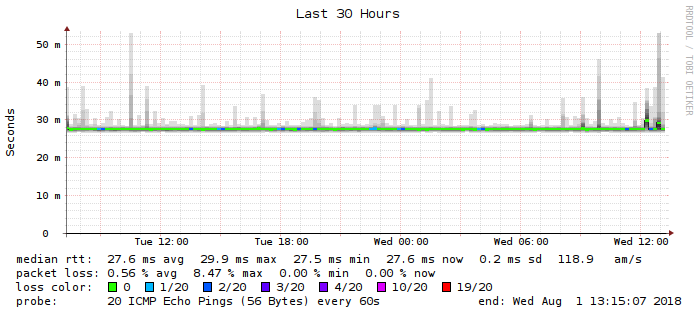 Last 30 Hours
RRDTOOL / TOBI OETIKER
Seconds
50 m
40 m
30 m
20 m
10 m
0
Tue 12:00 Tue 18:00 Wed 00:00 Wed 06:00 Wed 12:00
median rtt: 27.6 ms avg 29.9 ms max 27.5 ms min 27.6 ms now 0.2 ms sd 118.9 am/s
packet loss: 0.56 % avg 8.47 % max 0.00 % min 0.00 % now
loss color: 0 1/20 2/20 3/20 4/20 10/20 19/20
probe: 20 ICMP Echo Pings (56 Bytes) every 60s end: Wed Aug 1 13:15:07 2018